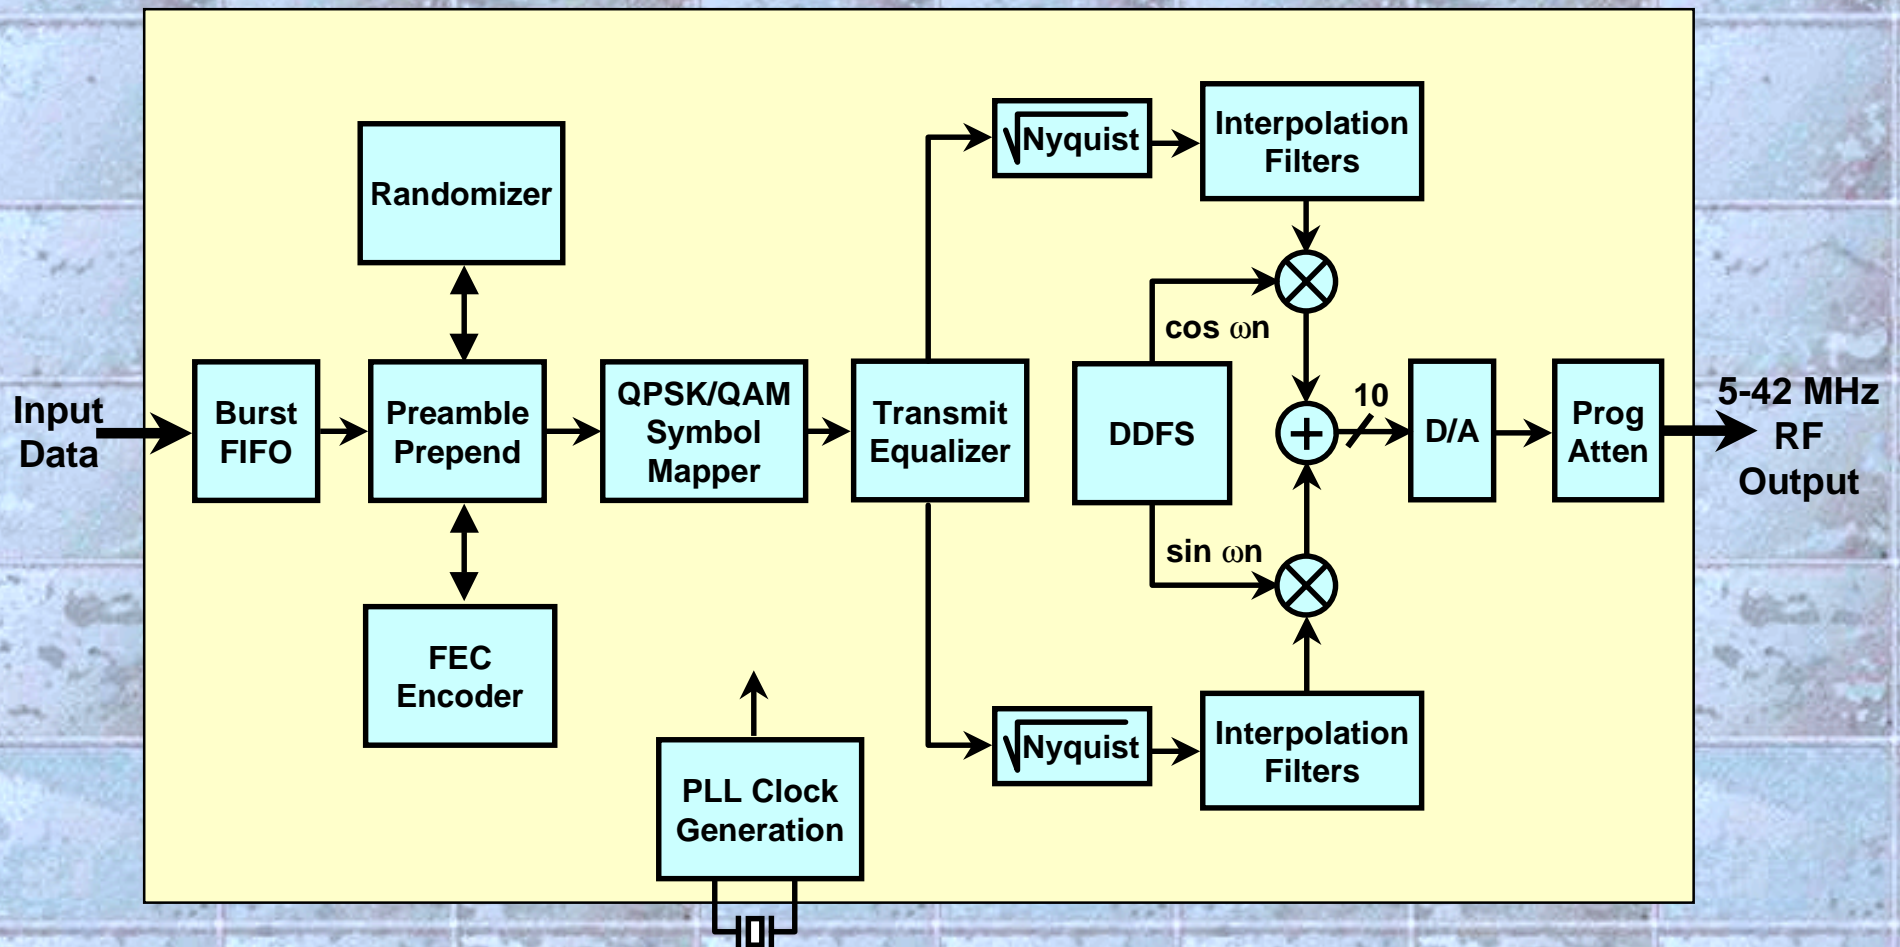 Input
Data
Burst
FIFO
Randomizer
Preamble
Prepend
FEC
Encoder
QPSK/QAM
Symbol
Mapper
PLL Clock
Generation
Transmit
Equalizer
√Nyquist
Interpolation
Filters
cos ωn
DDFS
sin ωn
√Nyquist
Interpolation
Filters
+
10
D/A
Prog
Atten
5-42 MHz
RF
Output